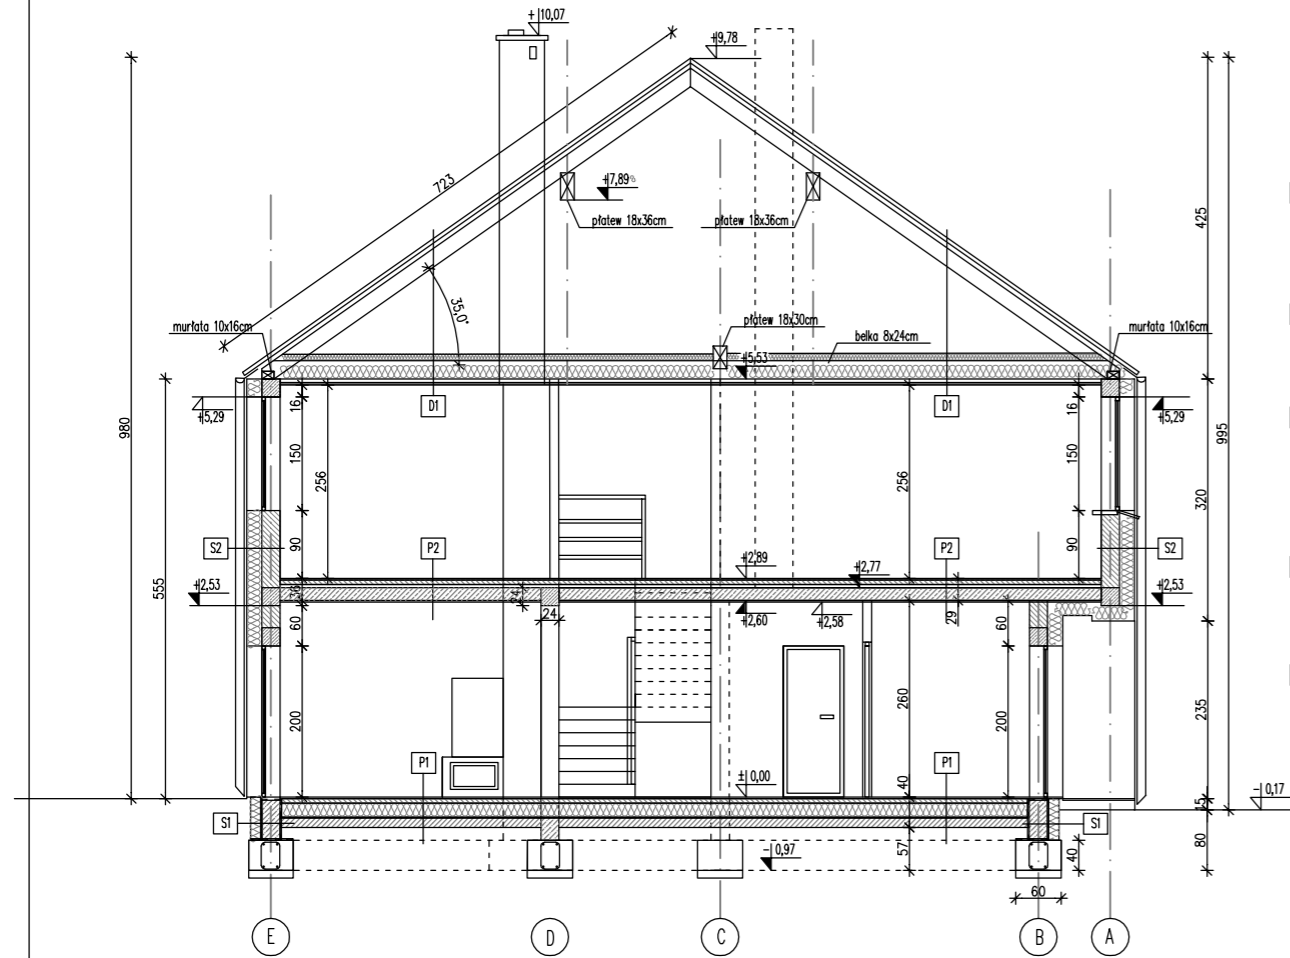 +10,07
+9,78
723
+7,89
płatew 18x36cm
płatew 18x36cm
425
980
995
35,0°
murłata 10x16cm
płatew 18x30cm
belka 8x24cm
murłata 10x16cm
+5,53
+5,29
16
D1
D1
16
+5,29
150
256
256
150
320
S2
90
P2
P2
90
S2
555
+2,53
+2,89
+2,77
+2,53
36
24
24
+2,60
+2,58
29
60
60
200
260
200
235
P1
P1
± 0,00
40
15
- 0,17
S1
S1
- 0,97
57
40
80
60
E
D
C
B
A